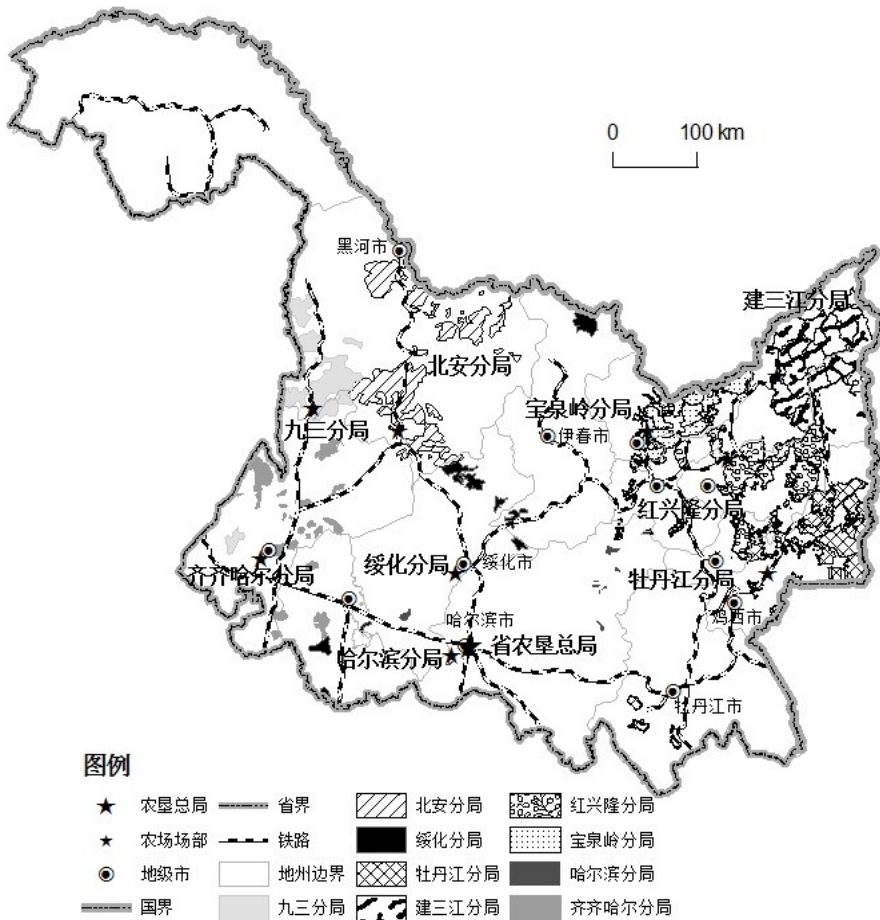 0 100 km
黑河市
建三江分局
北安分局
宝泉岭分局
九三分局
伊春市
红兴隆分局
绥化分局
绥化市
齐齐哈尔分局
牡丹江分局
鸡西市
哈尔滨市
哈尔滨分局
省农垦总局
牡丹江市
图例
农垦总局 省界 北安分局 红兴隆分局
农场场部 铁路 绥化分局 宝泉岭分局
地级市 地州边界 牡丹江分局 哈尔滨分局
国界 九三分局 建三江分局 齐齐哈尔分局